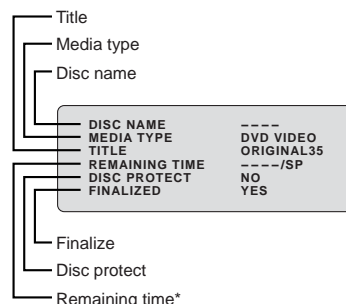 Title
Media type
Disc name
DISC NAME ----
MEDIA TYPE DVD VIDEO
TITLE ORIGINAL35
REMAINING TIME ----/SP
DISC PROTECT NO
FINALIZED YES
Finalize
Disc protect
Remaining time*